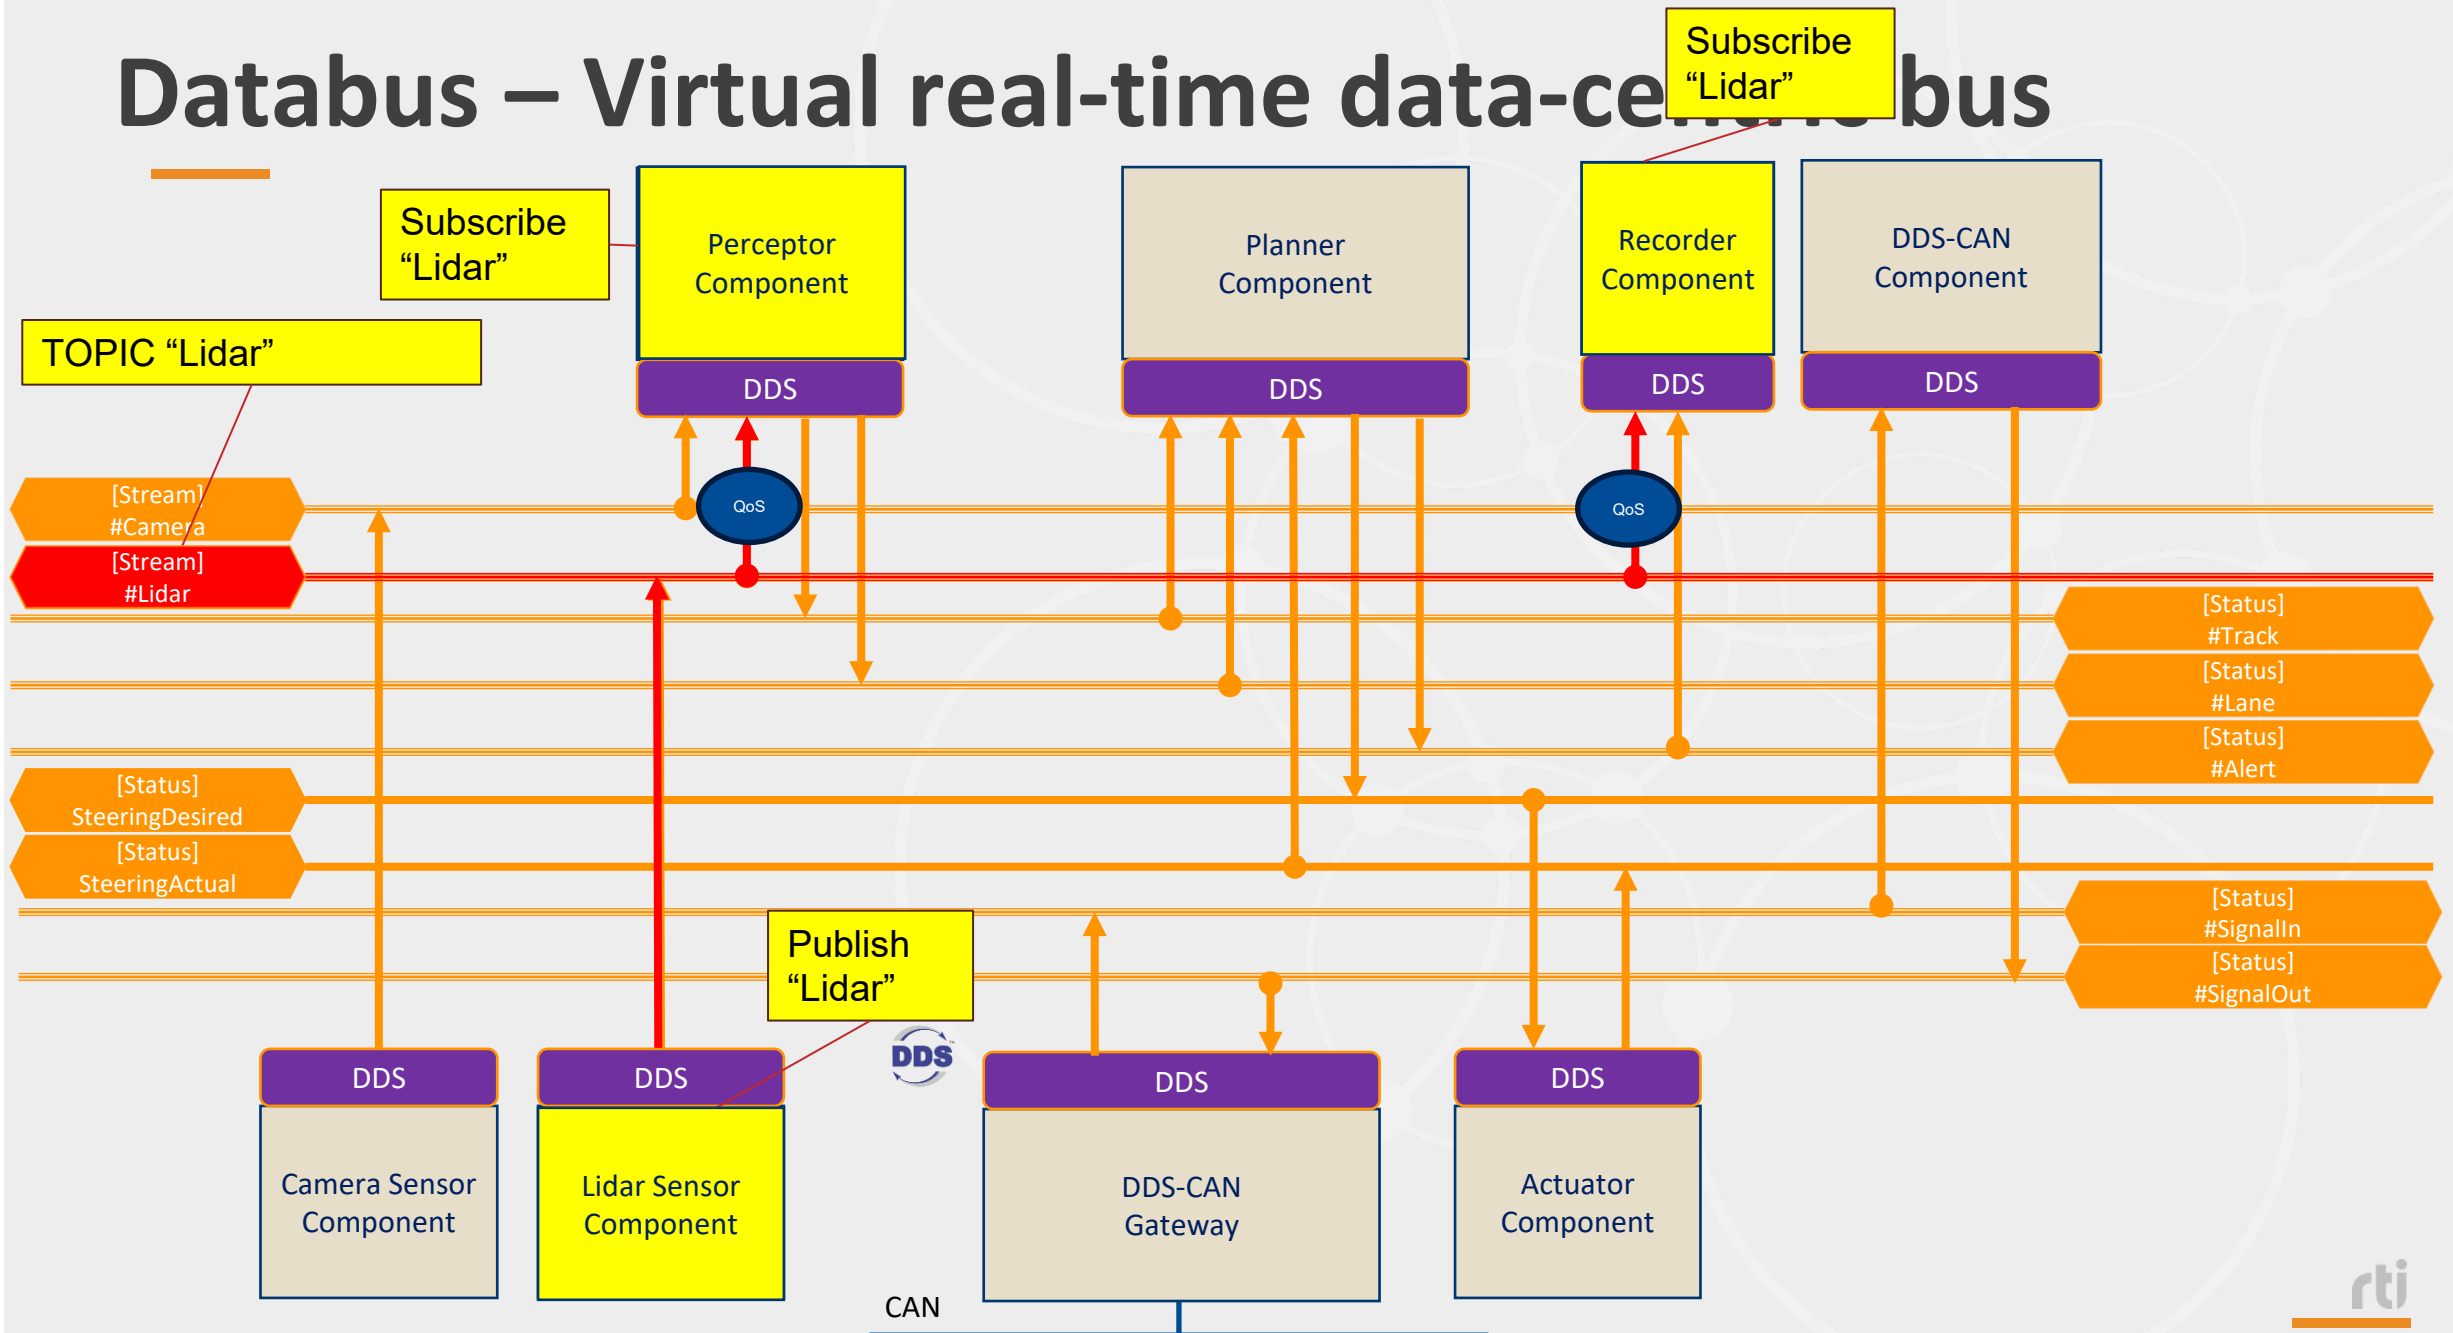 Databus – Virtual real-time data-ce bus
Subscribe
“Lidar”
Subscribe
“Lidar”
TOPIC “Lidar”
Perceptor
Component
DDS
Planner
Component
DDS
Recorder
Component
DDS
DDS-CAN
Component
DDS
QoS
QoS
[Stream]
#Camera
[Stream]
#Lidar
[Status]
#Track
[Status]
#Lane
[Status]
#Alert
[Status]
SteeringDesired
[Status]
SteeringActual
[Status]
#SignalIn
[Status]
#SignalOut
Publish
“Lidar”
DDS
DDS
Camera Sensor
Component
DDS
Lidar Sensor
Component
DDS
DDS-CAN
Gateway
DDS
Actuator
Component
CAN
rti